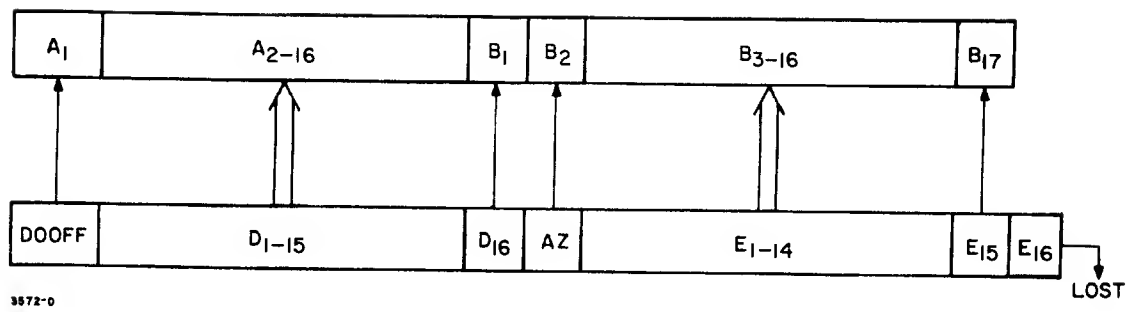 A1 A2-16 B1 B2 B3-16 B17
DOOFF D1-15 D16 AZ E1-14 E15 E16
LOST
3572-0